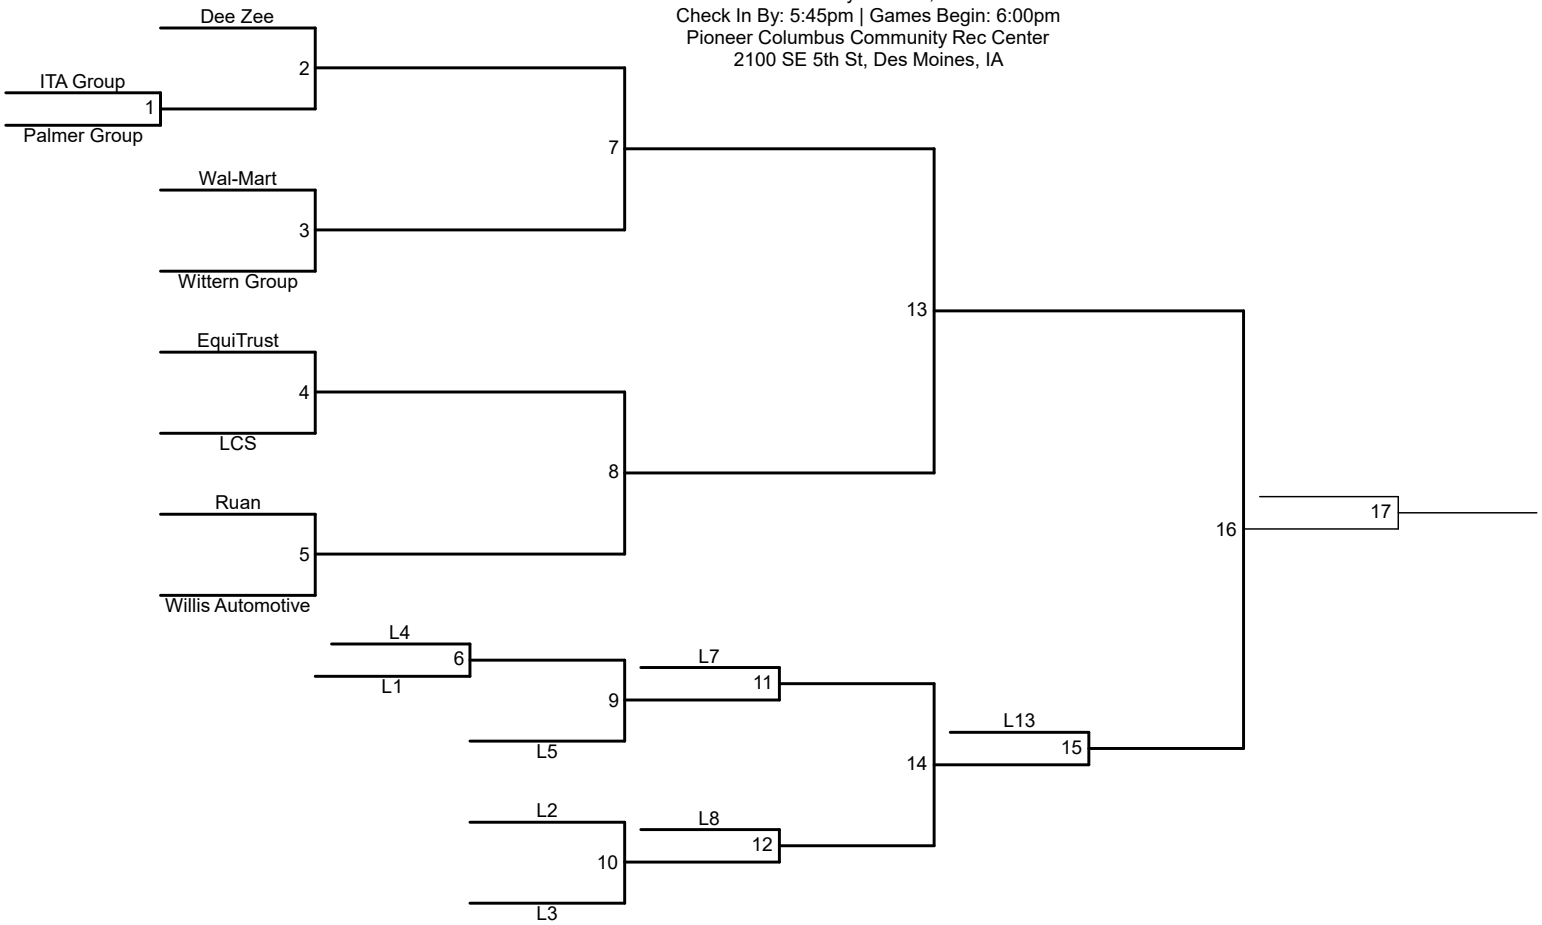 Check In By: 5:45pm | Games Begin: 6:00pm
Pioneer Columbus Community Rec Center
2100 SE 5th St, Des Moines, IA
Dee Zee
2
ITA Group
1
Palmer Group
7
Wal-Mart
3
Wittern Group
13
EquiTrust
4
LCS
8
Ruan
17
16
5
Willis Automotive
L4
6
L1
L7
11
9
L5
L13
15
14
L2
L8
12
10
L3